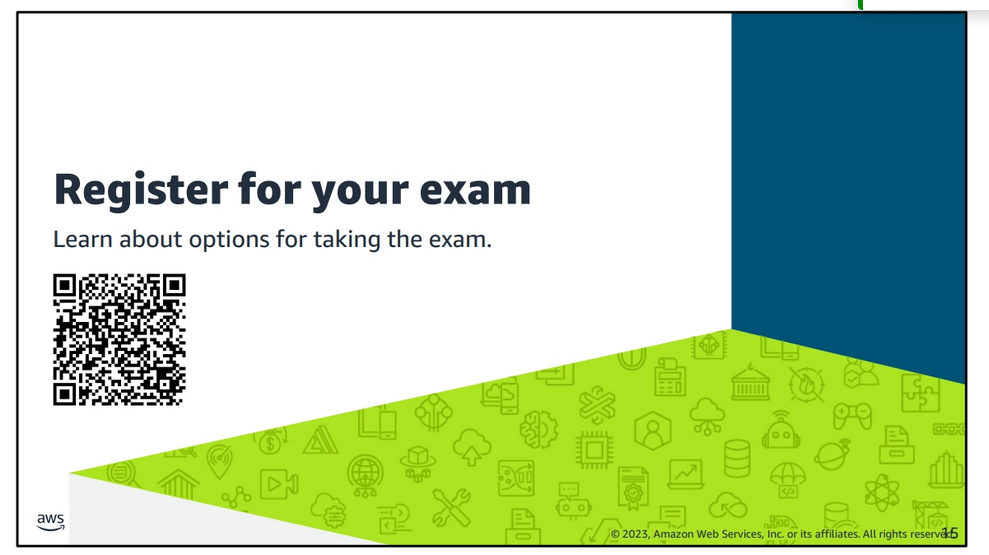 Register for your exam
Learn about options for taking the exam.
aws
© 2023, Amazon Web Services, Inc. or its affiliates. All rights reserved.
15